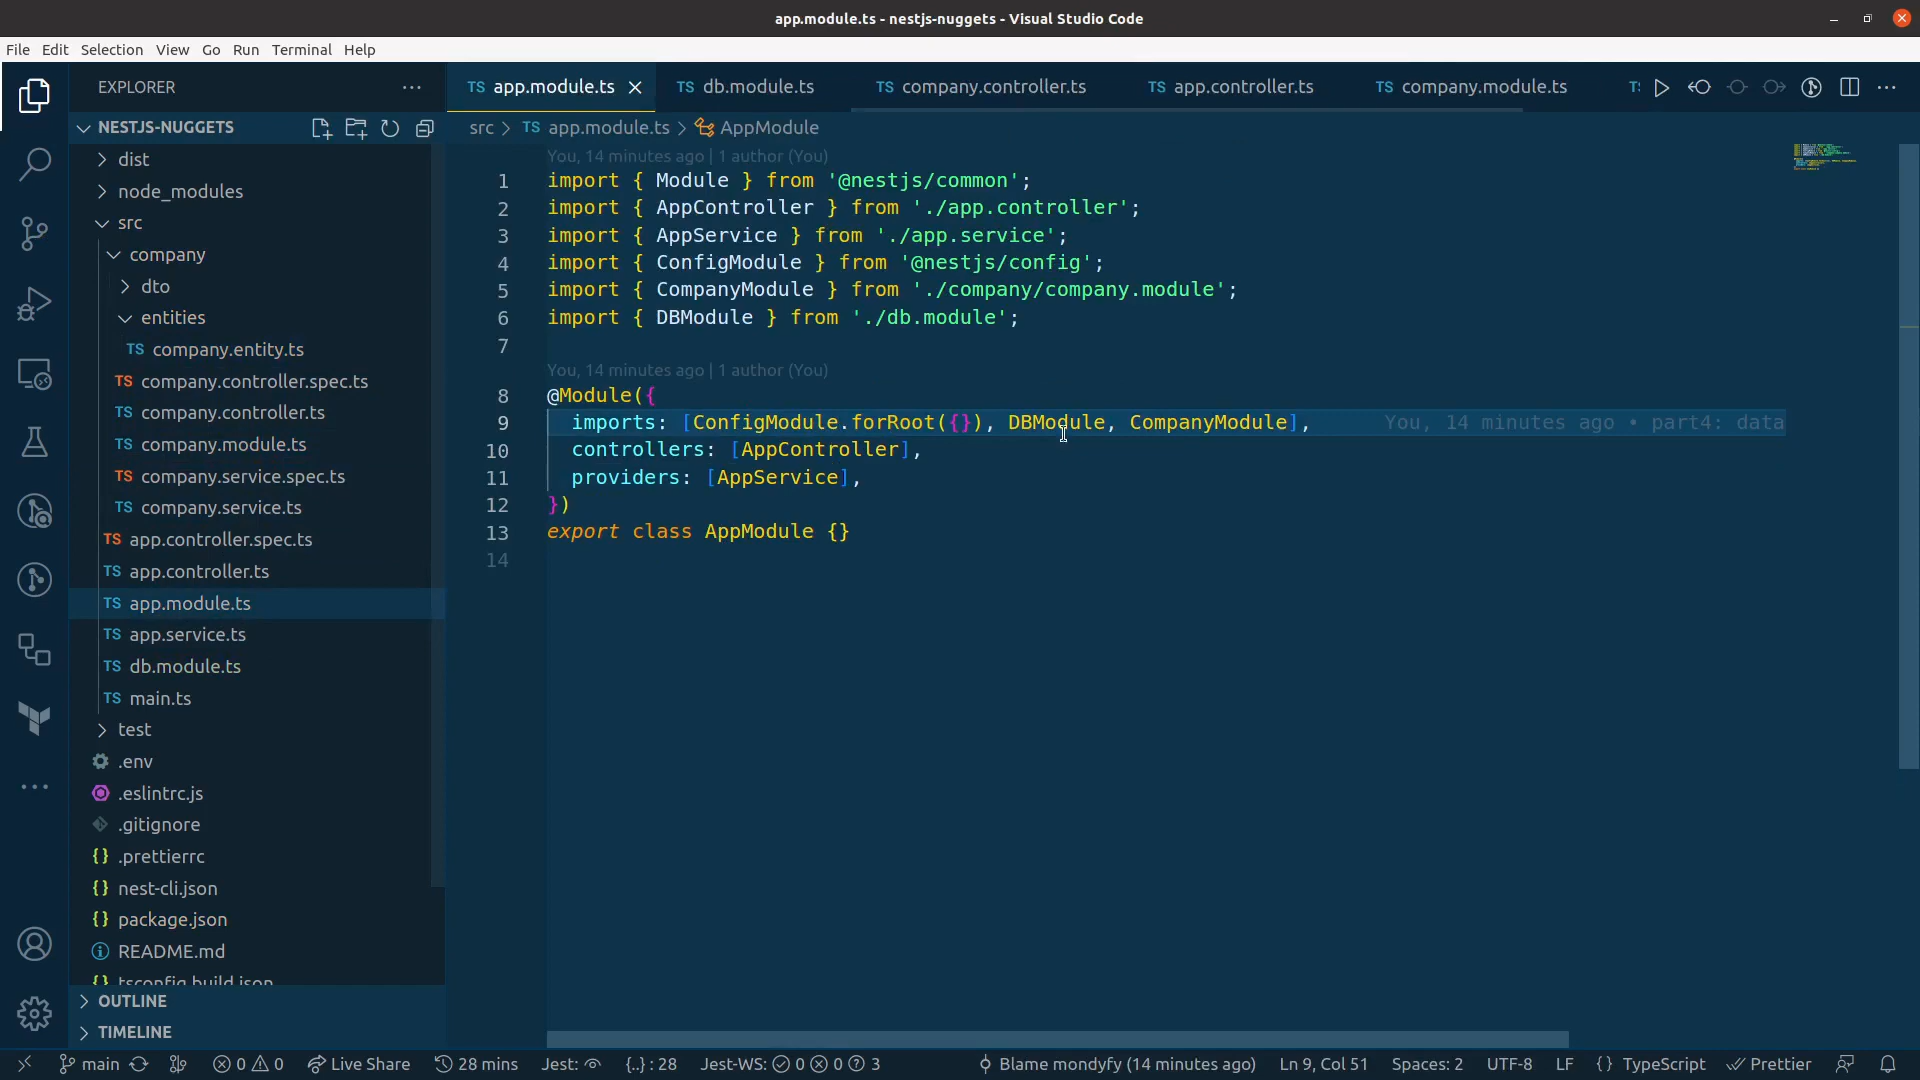 app.module.ts - nestjs-nuggets - Visual Studio Code
File Edit Selection View Go Run Terminal Help
EXPLORER
TS app.module.ts TS db.module.ts TS company.controller.ts TS app.controller.ts TS company.module.ts
NESTJS-NUGGETS
src > TS app.module.ts > AppModule
dist
node_modules
src
company
dto
entities
TS company.entity.ts
TS company.controller.spec.ts
TS company.controller.ts
TS company.module.ts
TS company.service.spec.ts
TS company.service.ts
TS app.controller.spec.ts
TS app.controller.ts
TS app.module.ts
TS app.service.ts
TS db.module.ts
TS main.ts
test
.env
.eslintrc.js
.gitignore
{} .prettierrc
{} nest-cli.json
{} package.json
README.md
{} tsconfig.build.json
OUTLINE
TIMELINE
You, 14 minutes ago | 1 author (You)
1 import { Module } from '@nestjs/common';
2 import { AppController } from './app.controller';
3 import { AppService } from './app.service';
4 import { ConfigModule } from '@nestjs/config';
5 import { CompanyModule } from './company/company.module';
6 import { DBModule } from './db.module';
7
You, 14 minutes ago | 1 author (You)
8 @Module({
9 imports: [ConfigModule.forRoot({}), DBModule, CompanyModule], You, 14 minutes ago • part4: data
10 controllers: [AppController],
11 providers: [AppService],
12 })
13 export class AppModule {}
14
main 0 0 Live Share 28 mins Jest: {..} : 28 Jest-WS: 0 0 3 Blame mondyfy (14 minutes ago) Ln 9, Col 51 Spaces: 2 UTF-8 LF {} TypeScript Prettier